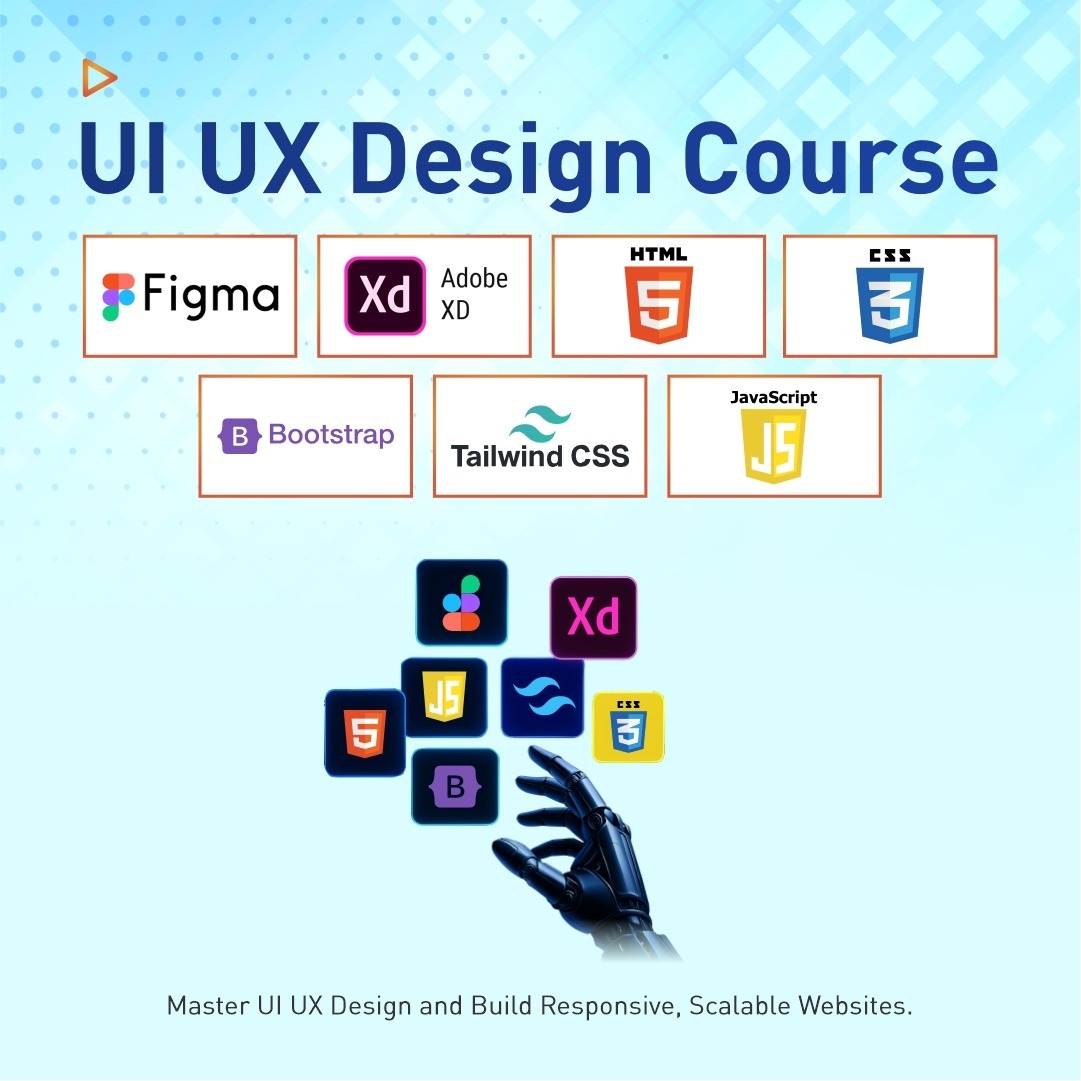 UI UX Design Course
Figma
Xd
Adobe
XD
HTML
5
CSS
3
B Bootstrap
Tailwind CSS
JavaScript
JS
Xd
JS
5
CSS
3
B
Master UI UX Design and Build Responsive, Scalable Websites.